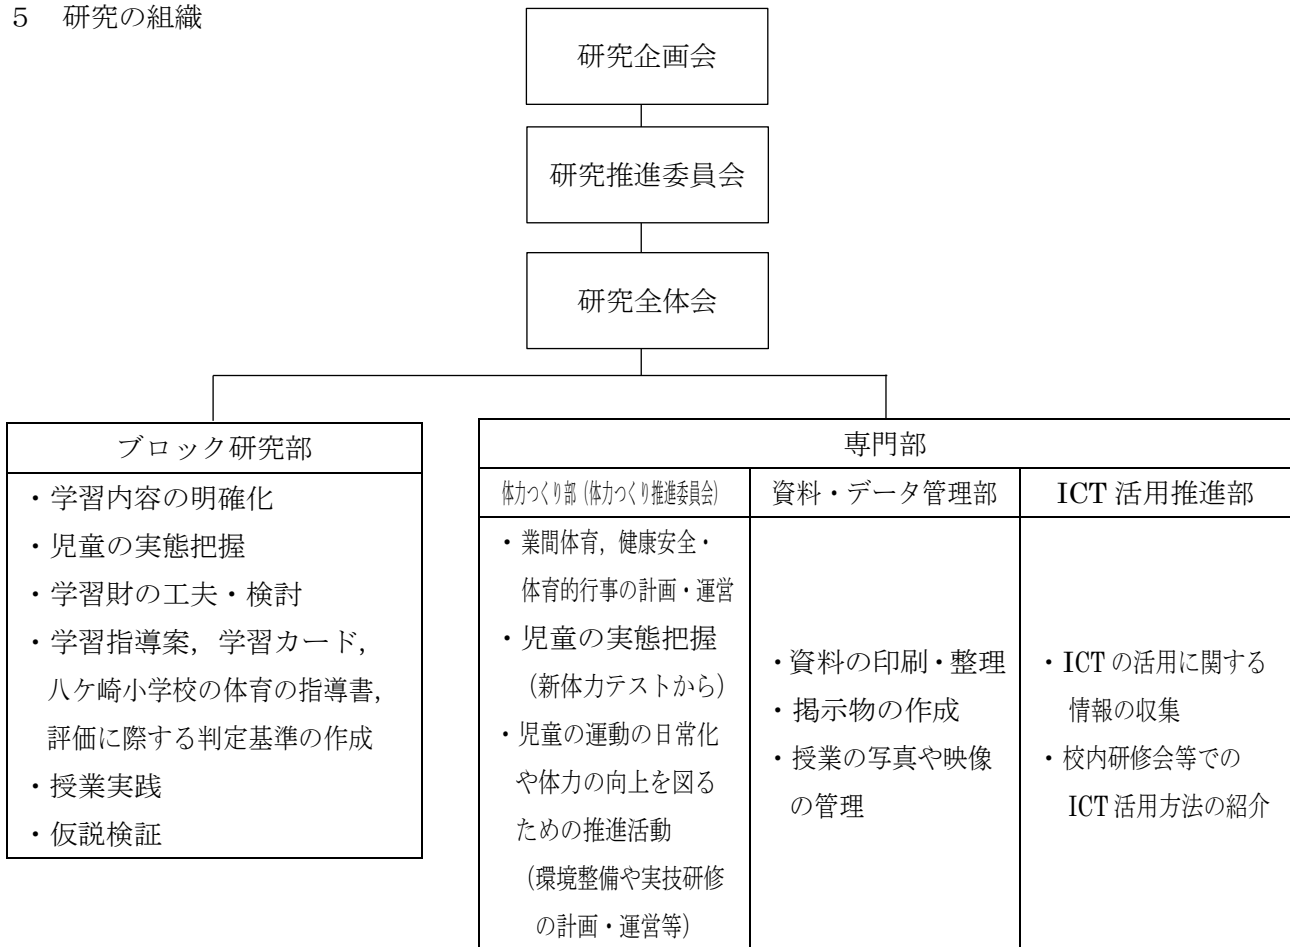 5 研究の組織
研究企画会
研究推進委員会
研究全体会
ブロック研究部
・学習内容の明確化
・児童の実態把握
・学習財の工夫・検討
・学習指導案，学習カード，
八ケ崎小学校の体育の指導書，
評価に際する判定基準の作成
・授業実践
・仮説検証
専門部
体力つくり部（体力つくり推進委員会）
・業間体育，健康安全・
体育的行事の計画・運営
・児童の実態把握
（新体力テストから）
・児童の運動の日常化
や体力の向上を図る
ための推進活動
（環境整備や実技研修
の計画・運営等）
資料・データ管理部
・資料の印刷・整理
・掲示物の作成
・授業の写真や映像
の管理
ICT 活用推進部
・ICT の活用に関する
情報の収集
・校内研修会等での
ICT 活用方法の紹介